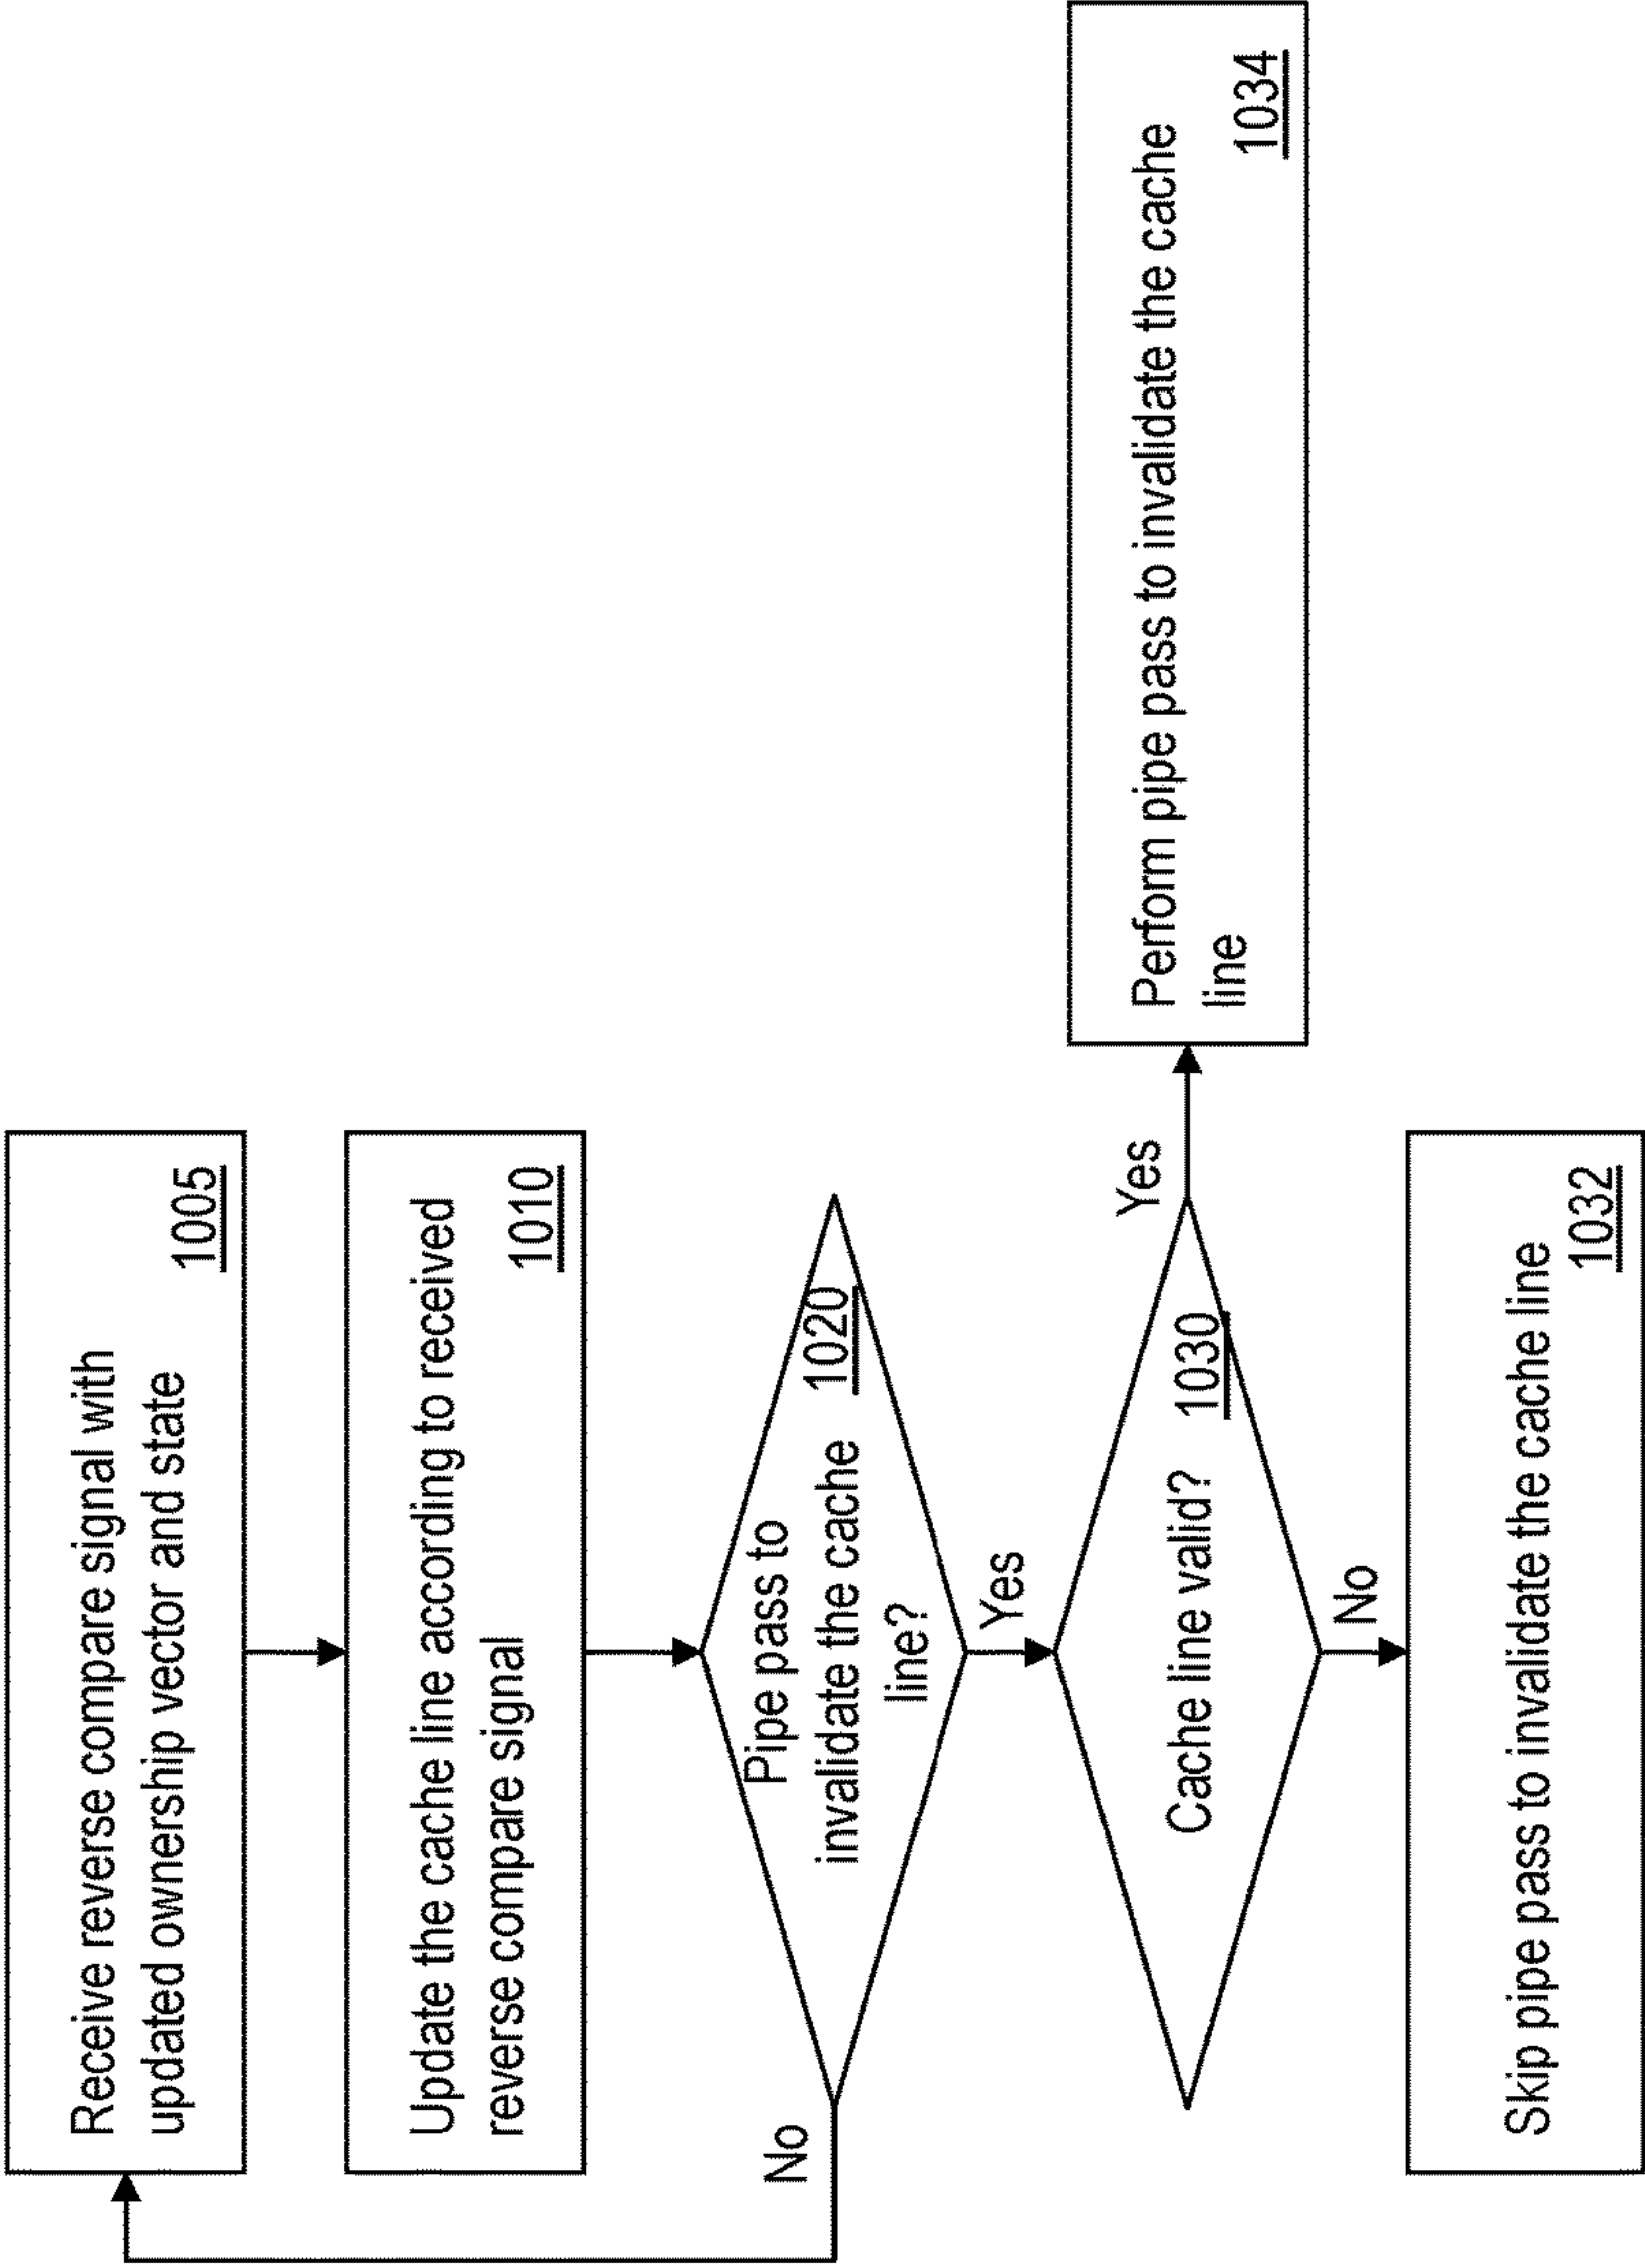 Receive reverse compare signal with
updated ownership vector and state
1005
Update the cache line according to received
reverse compare signal
1010
Pipe pass to
invalidate the cache
line?
1020
No
Yes
Cache line valid?
1030
Yes
Perform pipe pass to invalidate the cache
line
1034
No
Skip pipe pass to invalidate the cache line
1032